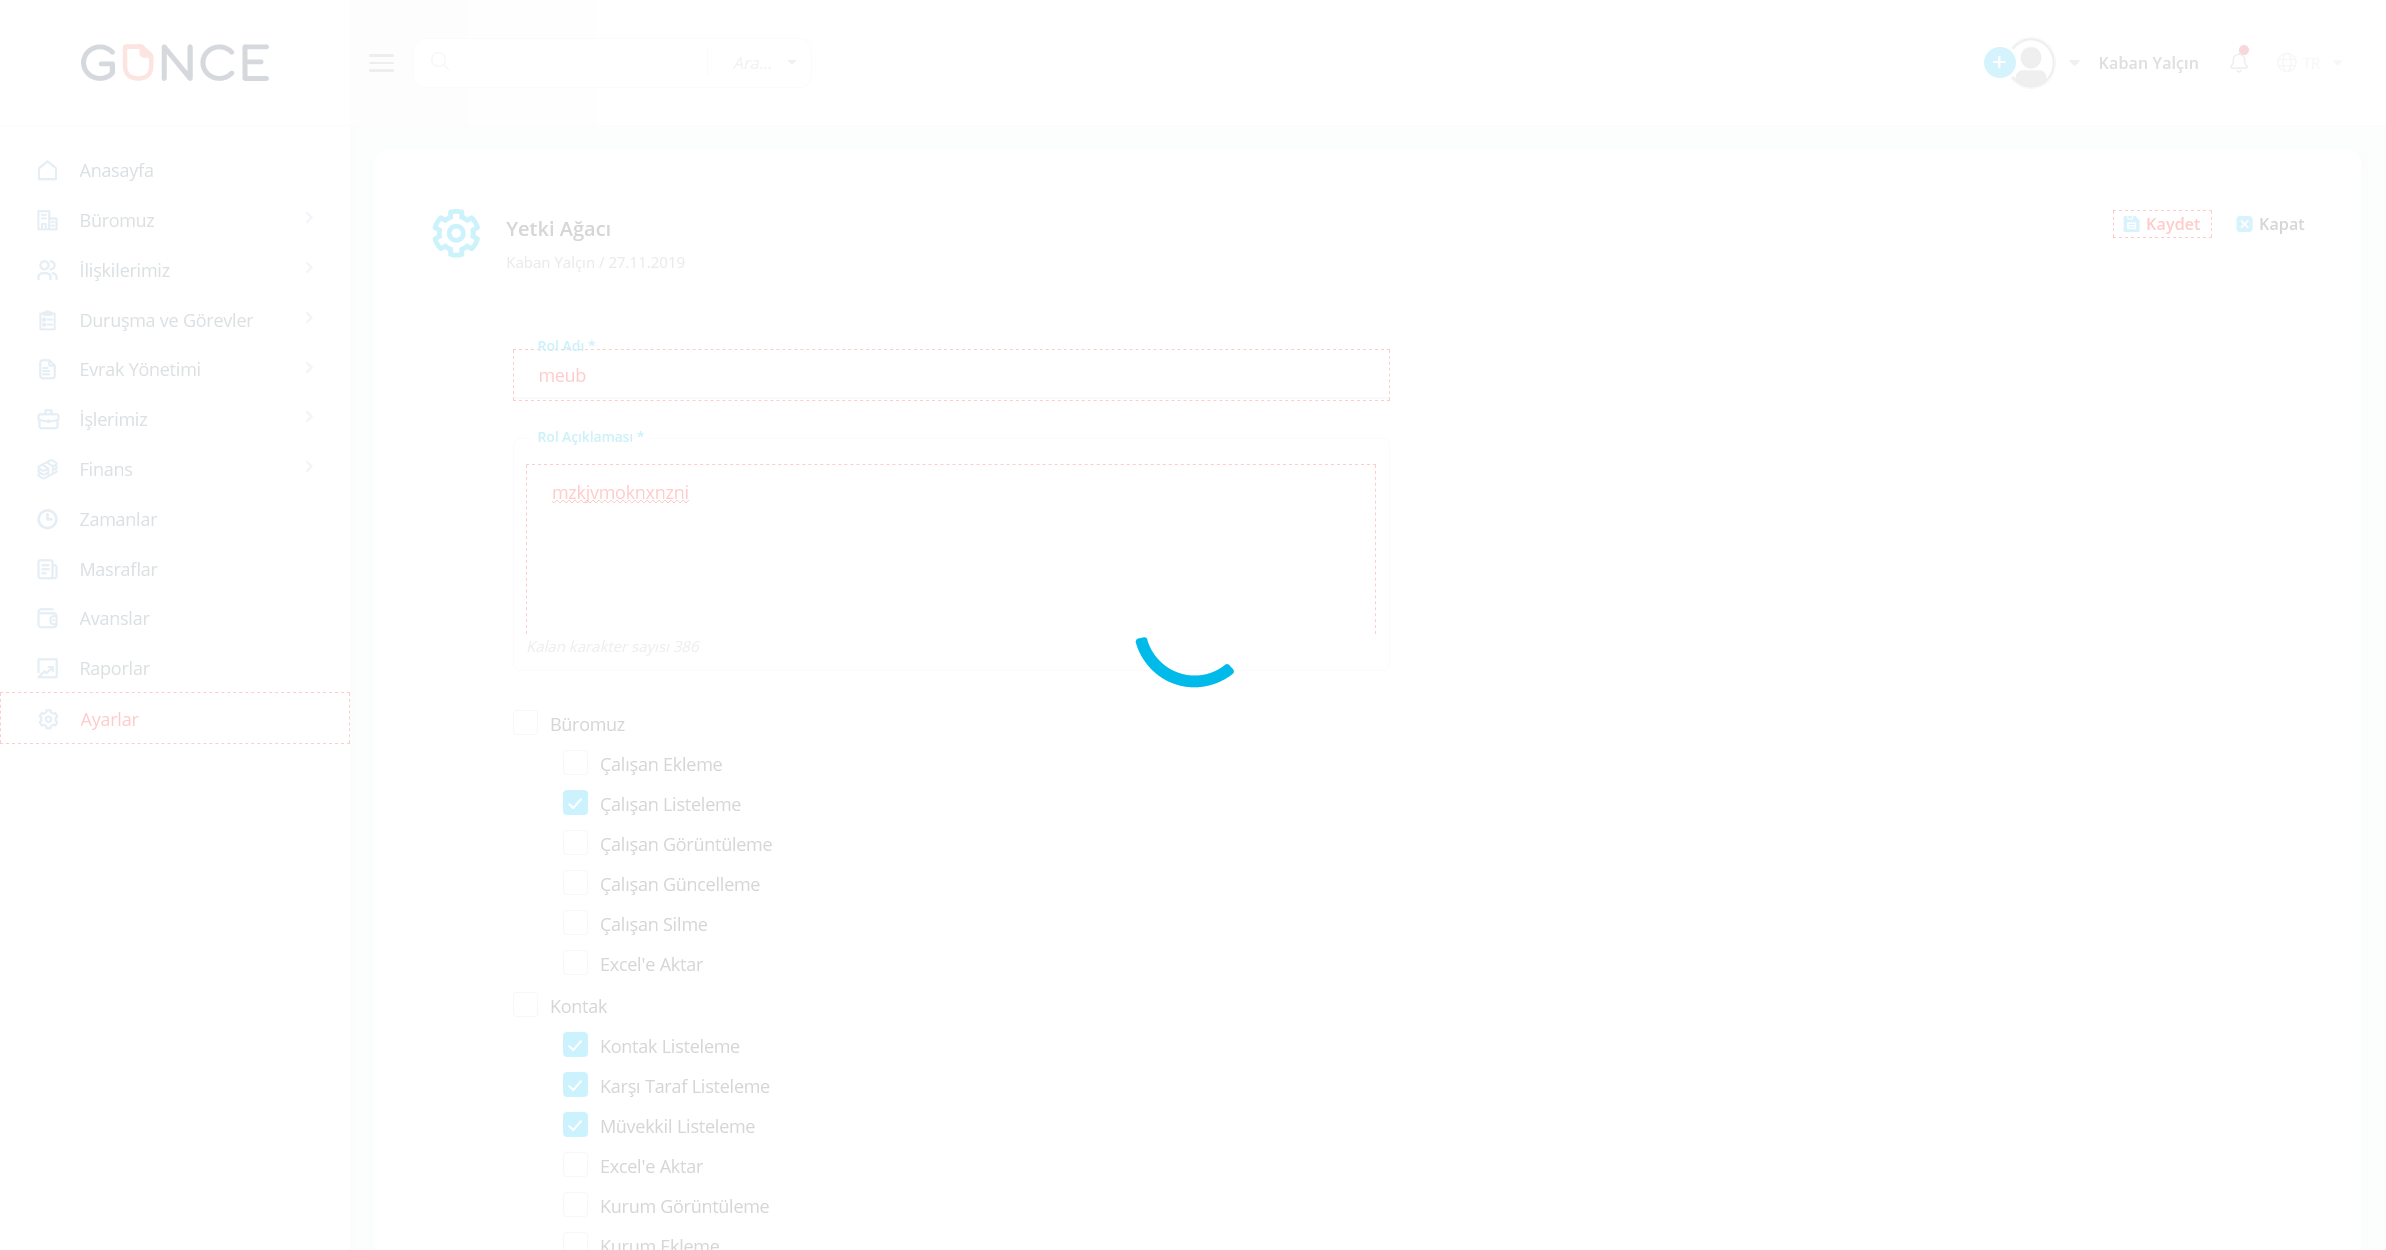 GÜNCE
Ara...
Kaban Yalçın
TR
Anasayfa
Büromuz
İlişkilerimiz
Duruşma ve Görevler
Evrak Yönetimi
İşlerimiz
Finans
Zamanlar
Masraflar
Avanslar
Raporlar
Ayarlar
Yetki Ağacı
Kaban Yalçın / 27.11.2019
Kaydet
Kapat
Rol Adı *
meub
Rol Açıklaması *
mzkjvmoknxnzni
Kalan karakter sayısı 386
Büromuz
Çalışan Ekleme
Çalışan Listeleme
Çalışan Görüntüleme
Çalışan Güncelleme
Çalışan Silme
Excel'e Aktar
Kontak
Kontak Listeleme
Karşı Taraf Listeleme
Müvekkil Listeleme
Excel'e Aktar
Kurum Görüntüleme
Kurum Ekleme